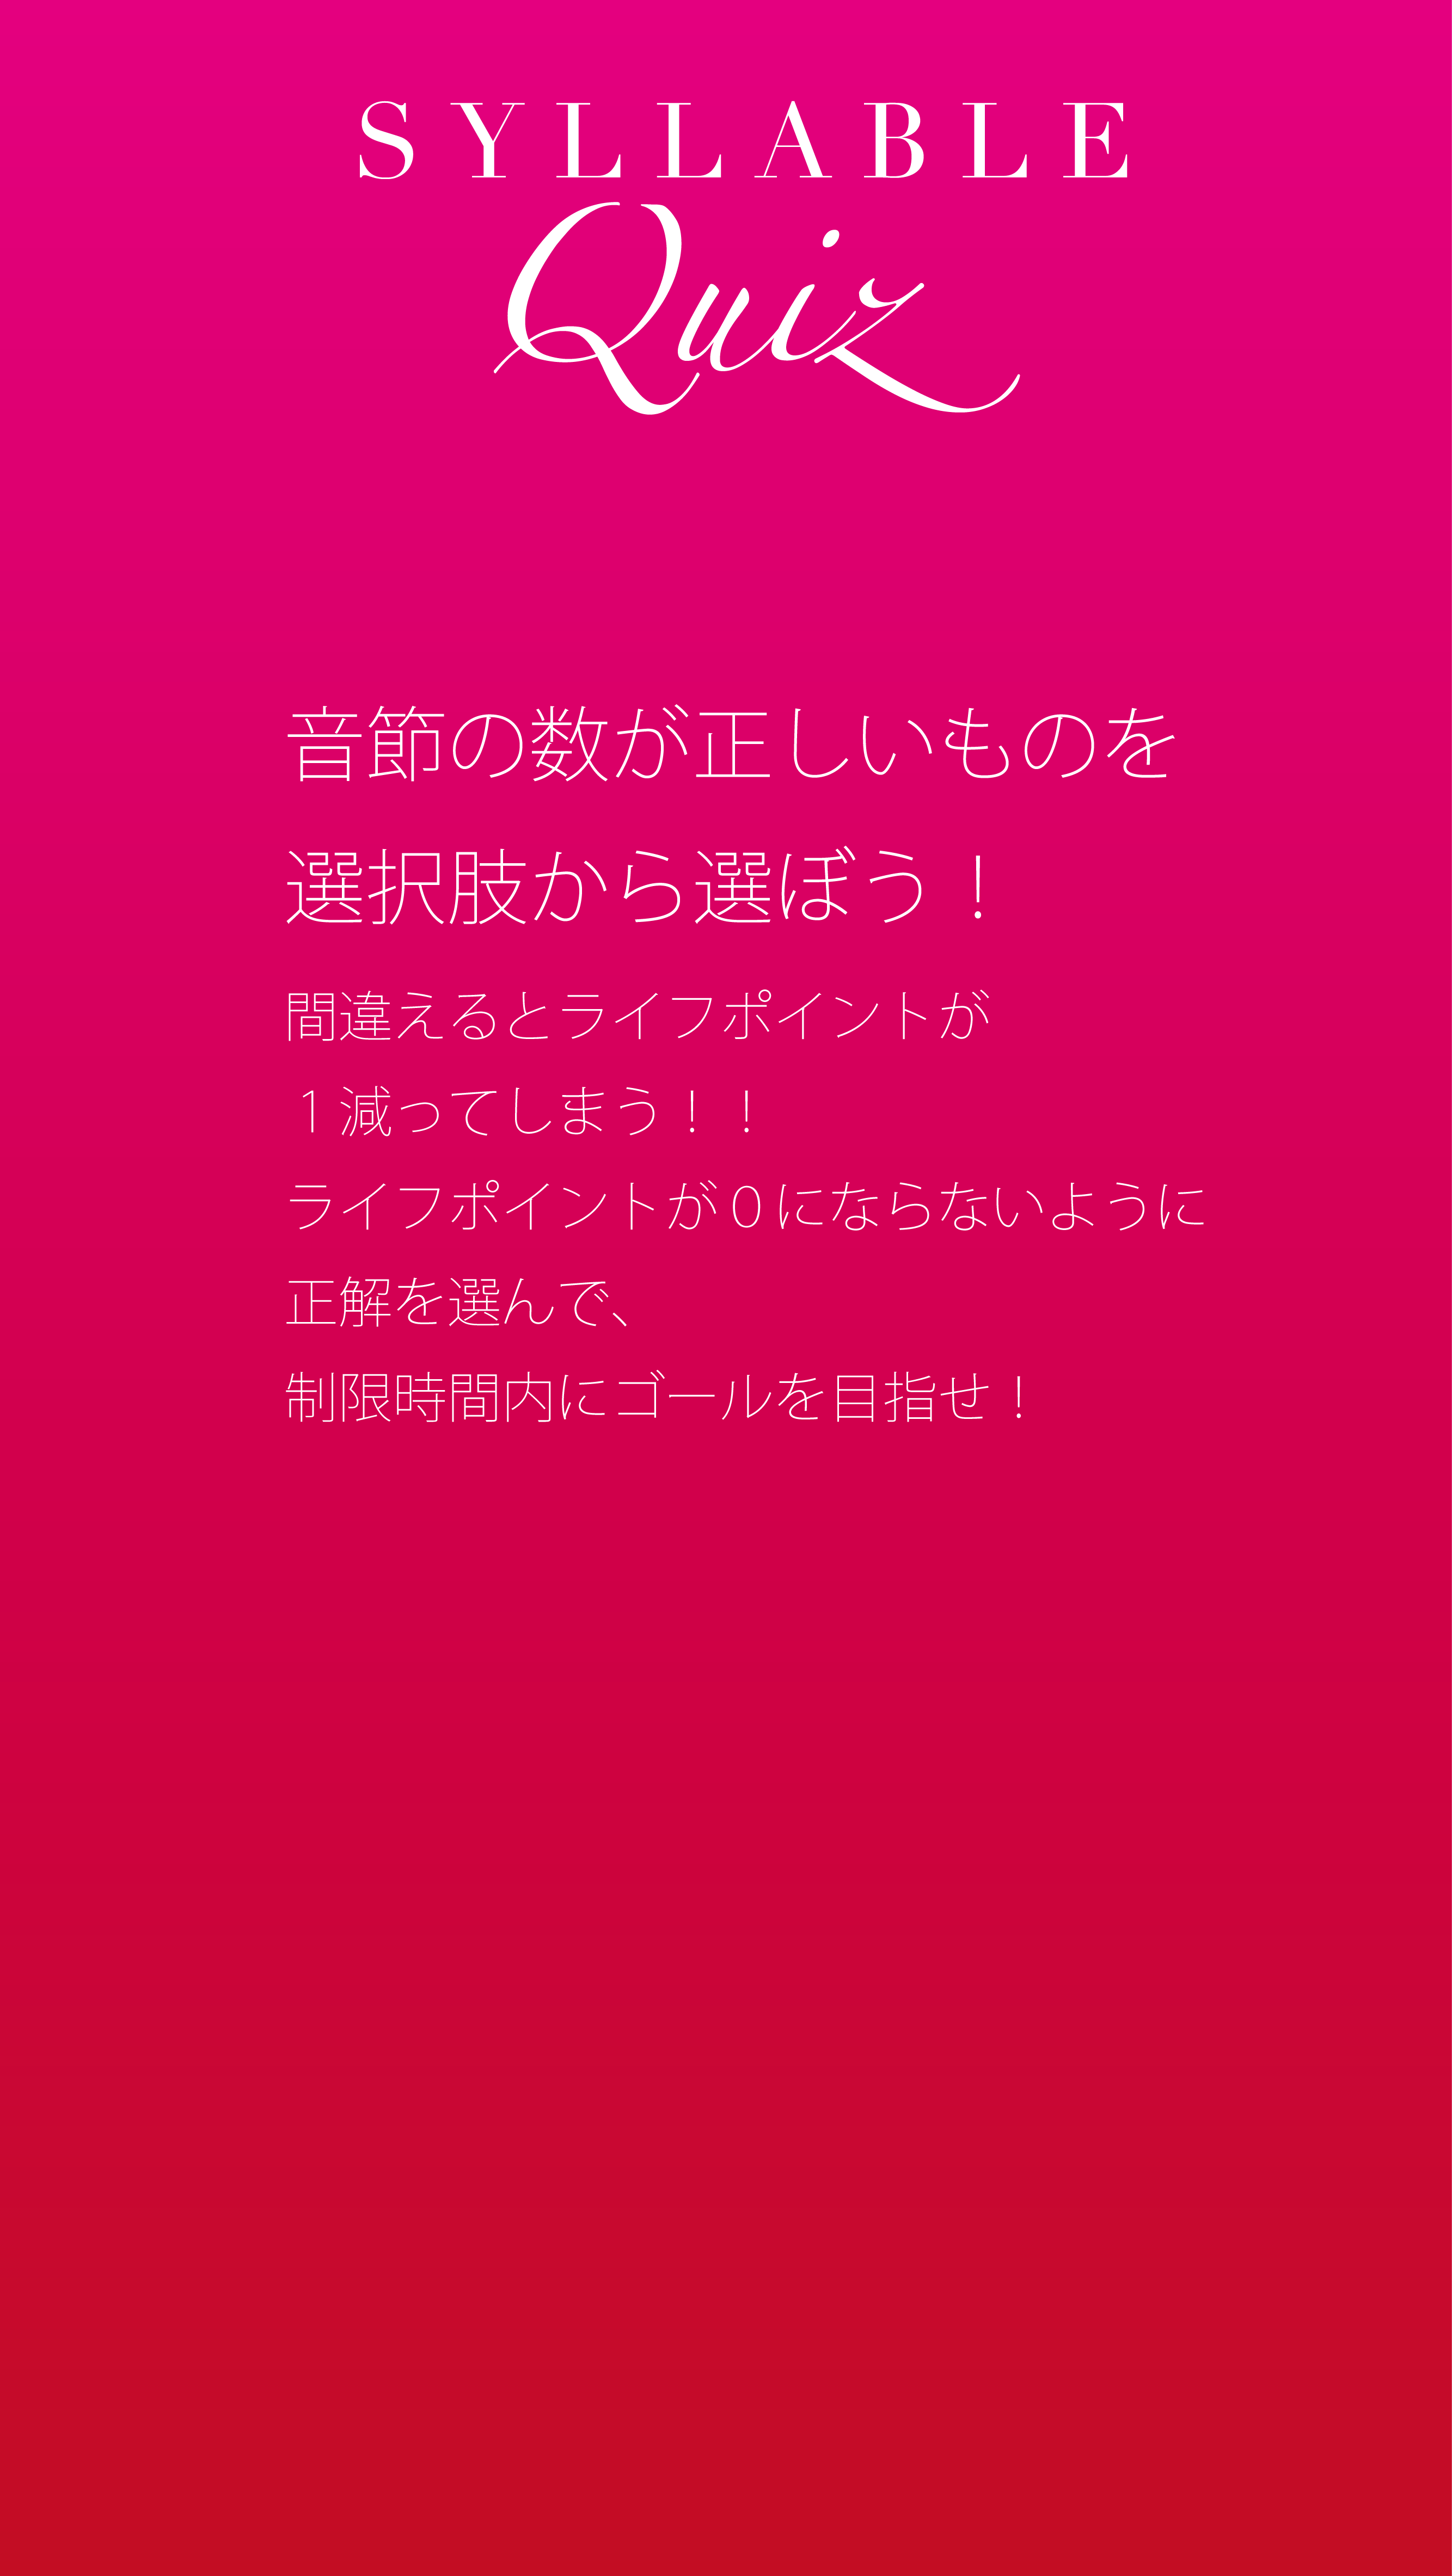 SYLLABLE
Quiz
音節の数が正しいものを
選択肢から選ぼう！
間違えるとライフポイントが
１減ってしまう！！
ライフポイントが０にならないように
正解を選んで、
制限時間内にゴールを目指せ！